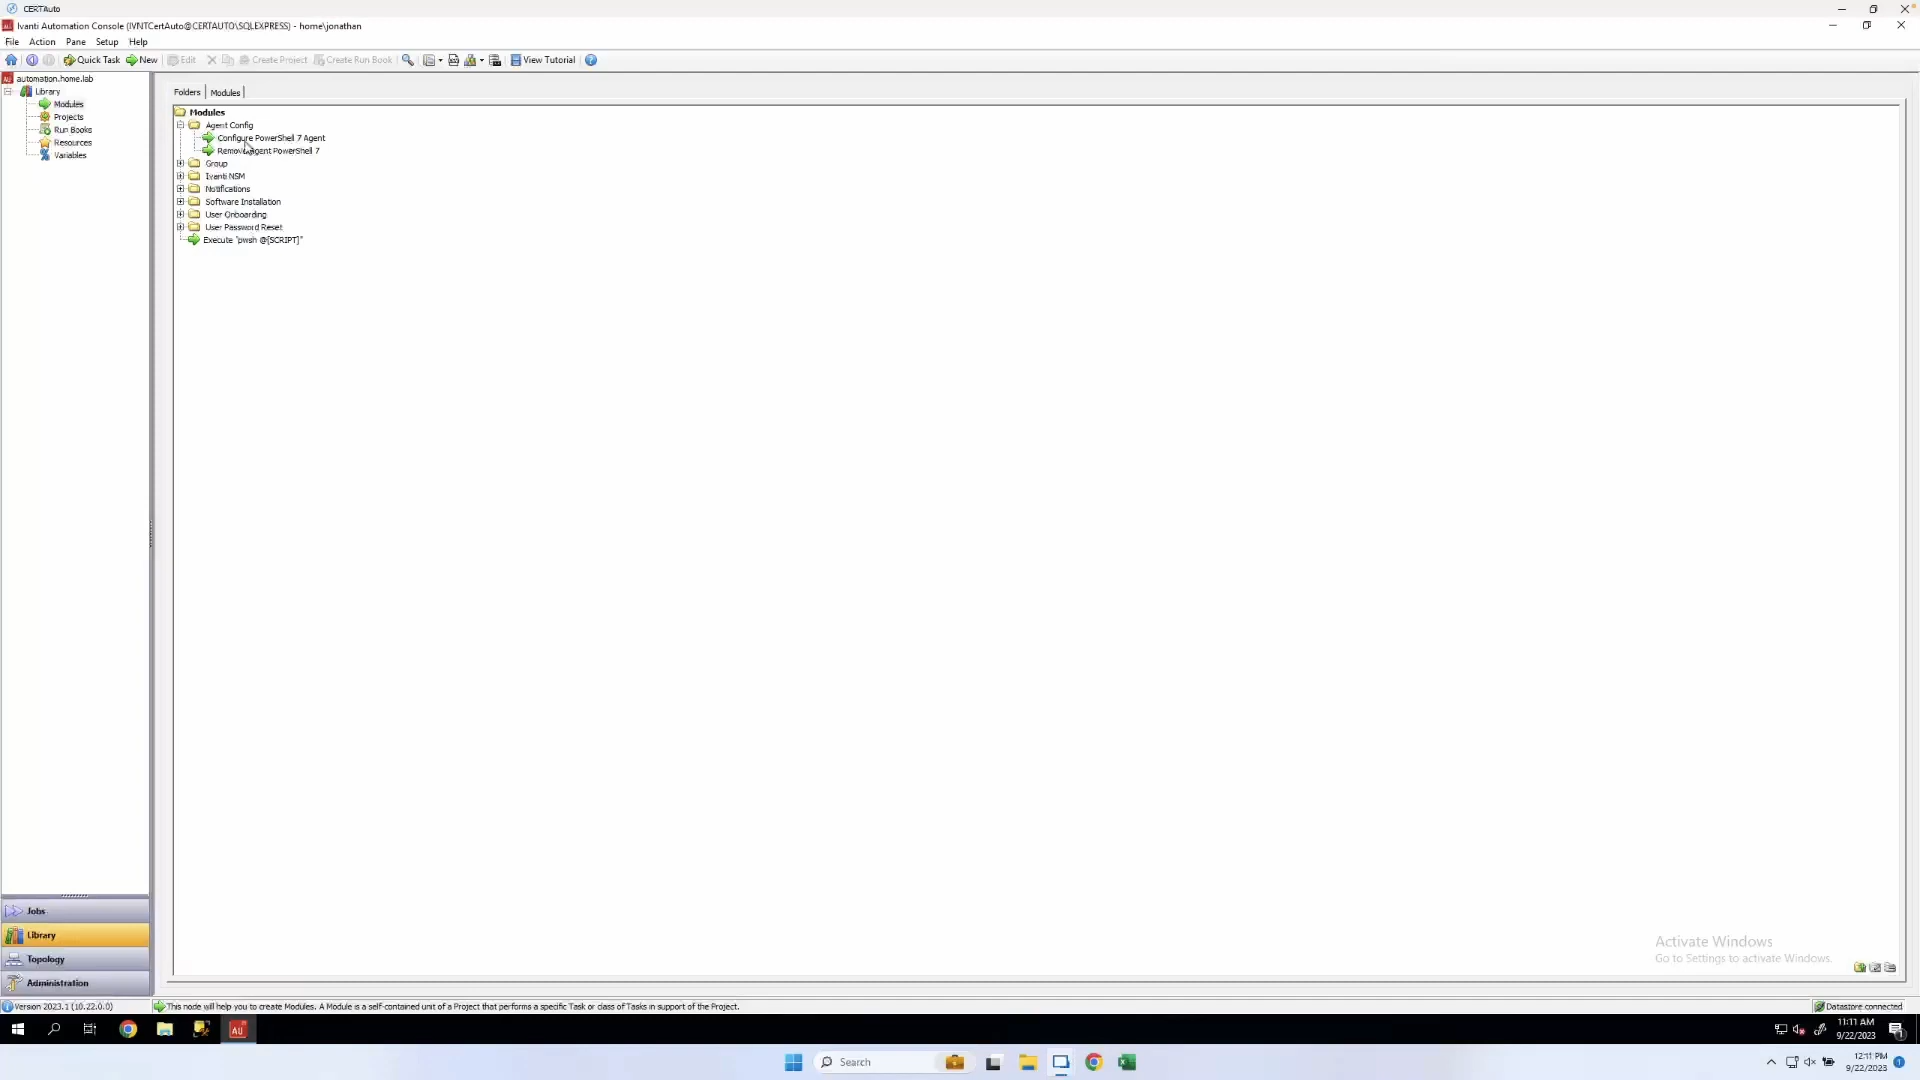 CERTAuto
Ivanti Automation Console (IVNTCertAuto@CERTAUTO\SQLEXPRESS) - home\jonathan
File Action Pane Setup Help
Quick Task New Edit Create Project Create Run Book View Tutorial
automation.home.lab
Library
Modules
Projects
Run Books
Resources
Variables
Folders Modules
Modules
Agent Config
Configure PowerShell 7 Agent
Remove Agent PowerShell 7
Group
Ivanti NSM
Notifications
Software Installation
User Onboarding
User Password Reset
Execute "pwsh @[SCRIPT]"
Jobs
Library
Topology
Administration
Activate Windows
Go to Settings to activate Windows.
Version 2023.1 (10.22.0.0) This node will help you to create Modules. A Module is a self-contained unit of a Project that performs a specific Task or class of Tasks in support of the Project. Datastore connected
AU
11:11 AM
9/22/2023
Search
12:11 PM
9/22/2023